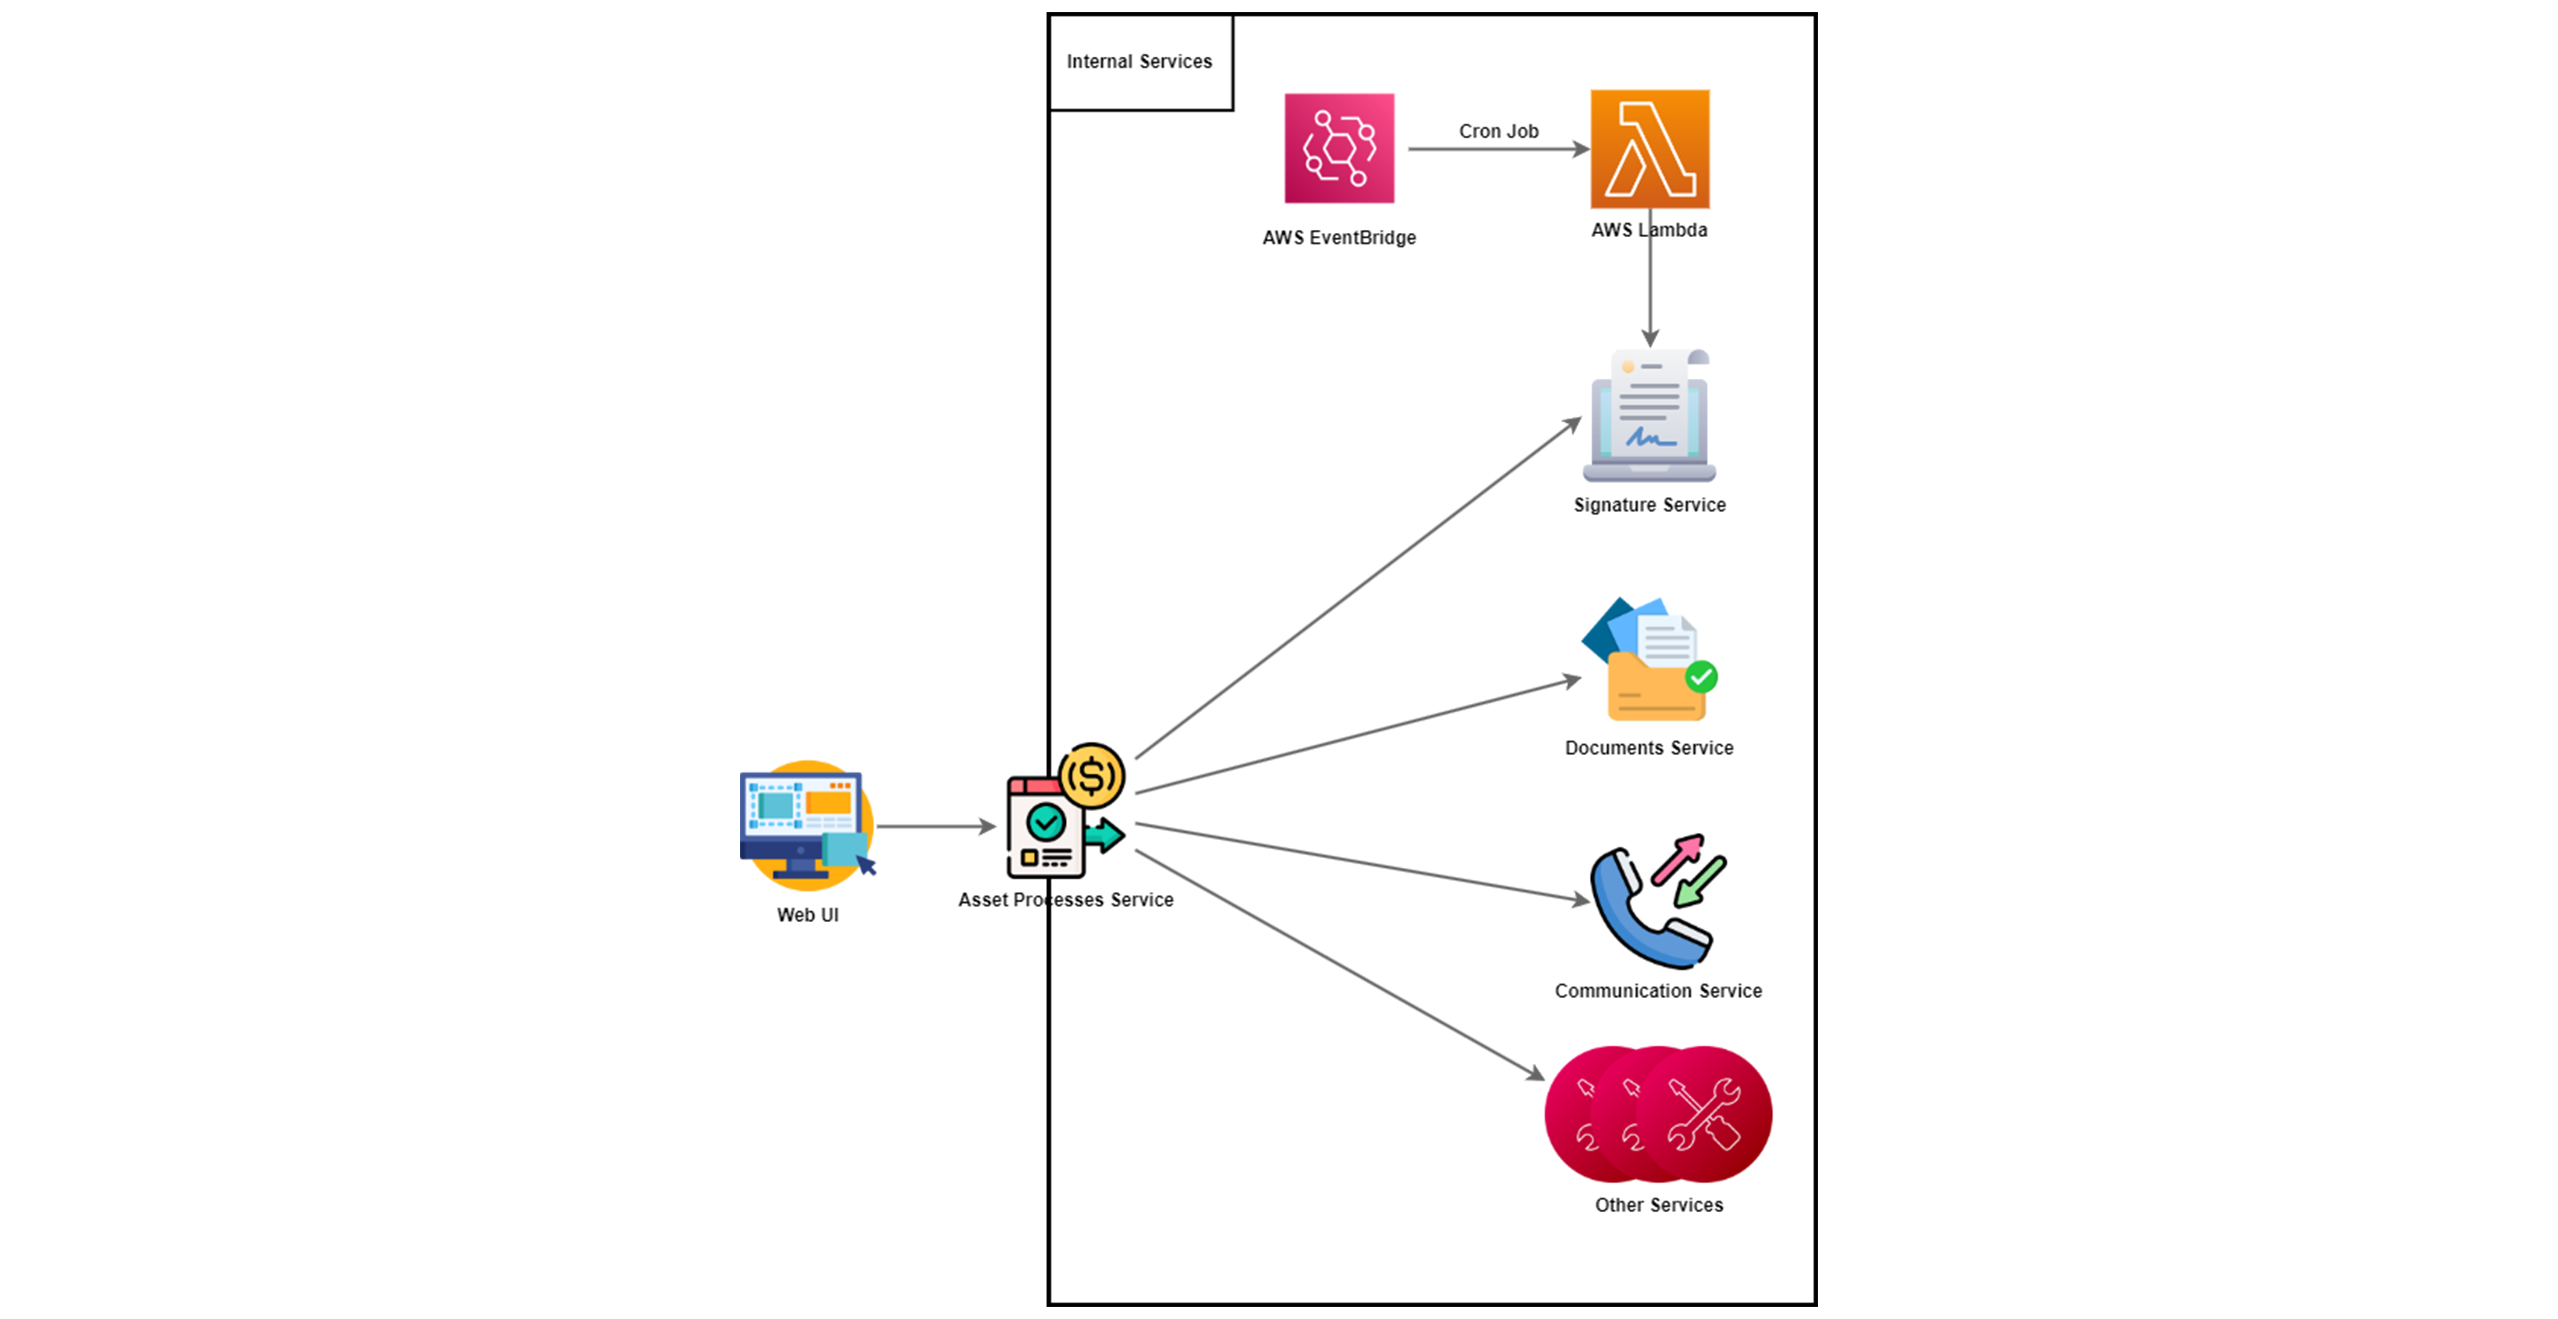 Internal Services
Cron Job
AWS EventBridge
AWS Lambda
Signature Service
Documents Service
Web UI
Asset Processes Service
Communication Service
Other Services